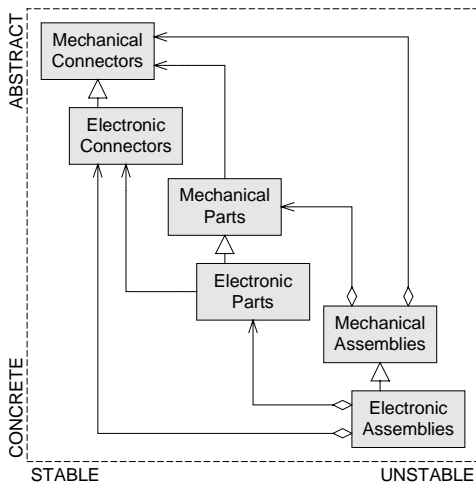 ABSTRACT
Mechanical
Connectors
Electronic
Connectors
Mechanical
Parts
Electronic
Parts
Mechanical
Assemblies
Electronic
Assemblies
CONCRETE
STABLE
UNSTABLE